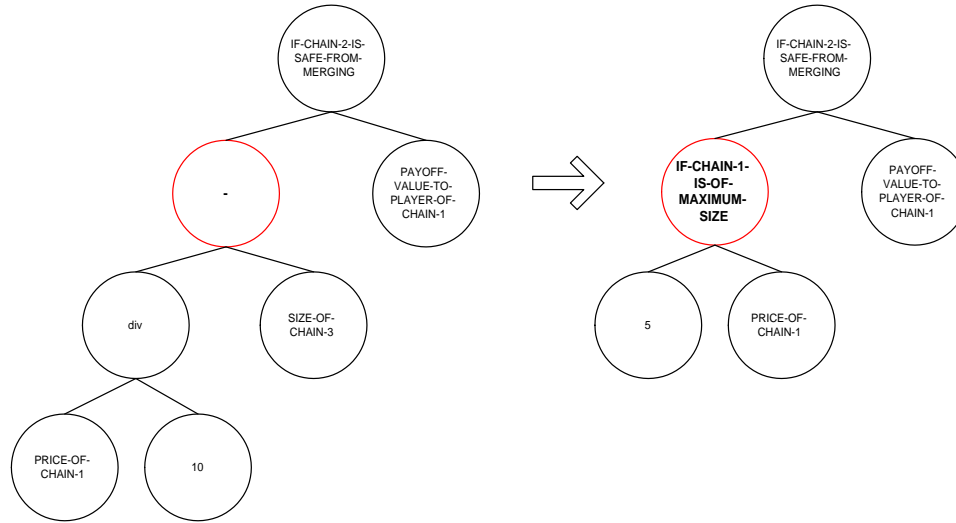 IF-CHAIN-2-IS-
SAFE-FROM-
MERGING
-
PAYOFF-
VALUE-TO-
PLAYER-OF-
CHAIN-1
div
SIZE-OF-
CHAIN-3
PRICE-OF-
CHAIN-1
10
IF-CHAIN-2-IS-
SAFE-FROM-
MERGING
IF-CHAIN-1-
IS-OF-
MAXIMUM-
SIZE
PAYOFF-
VALUE-TO-
PLAYER-OF-
CHAIN-1
5
PRICE-OF-
CHAIN-1